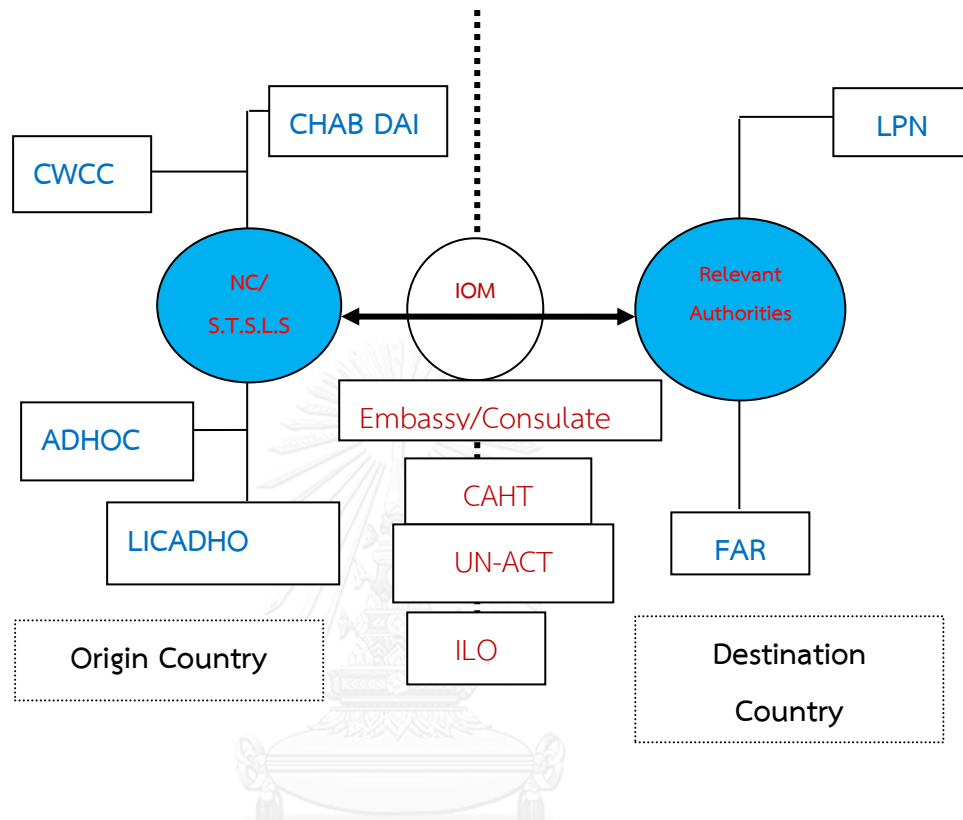 CHAB DAI
LPN
CWCC
NC/
S.T.S.L.S
IOM
Relevant
Authorities
Embassy/Consulate
ADHOC
CAHT
LICADHO
UN-ACT
FAR
ILO
Origin Country
Destination
Country